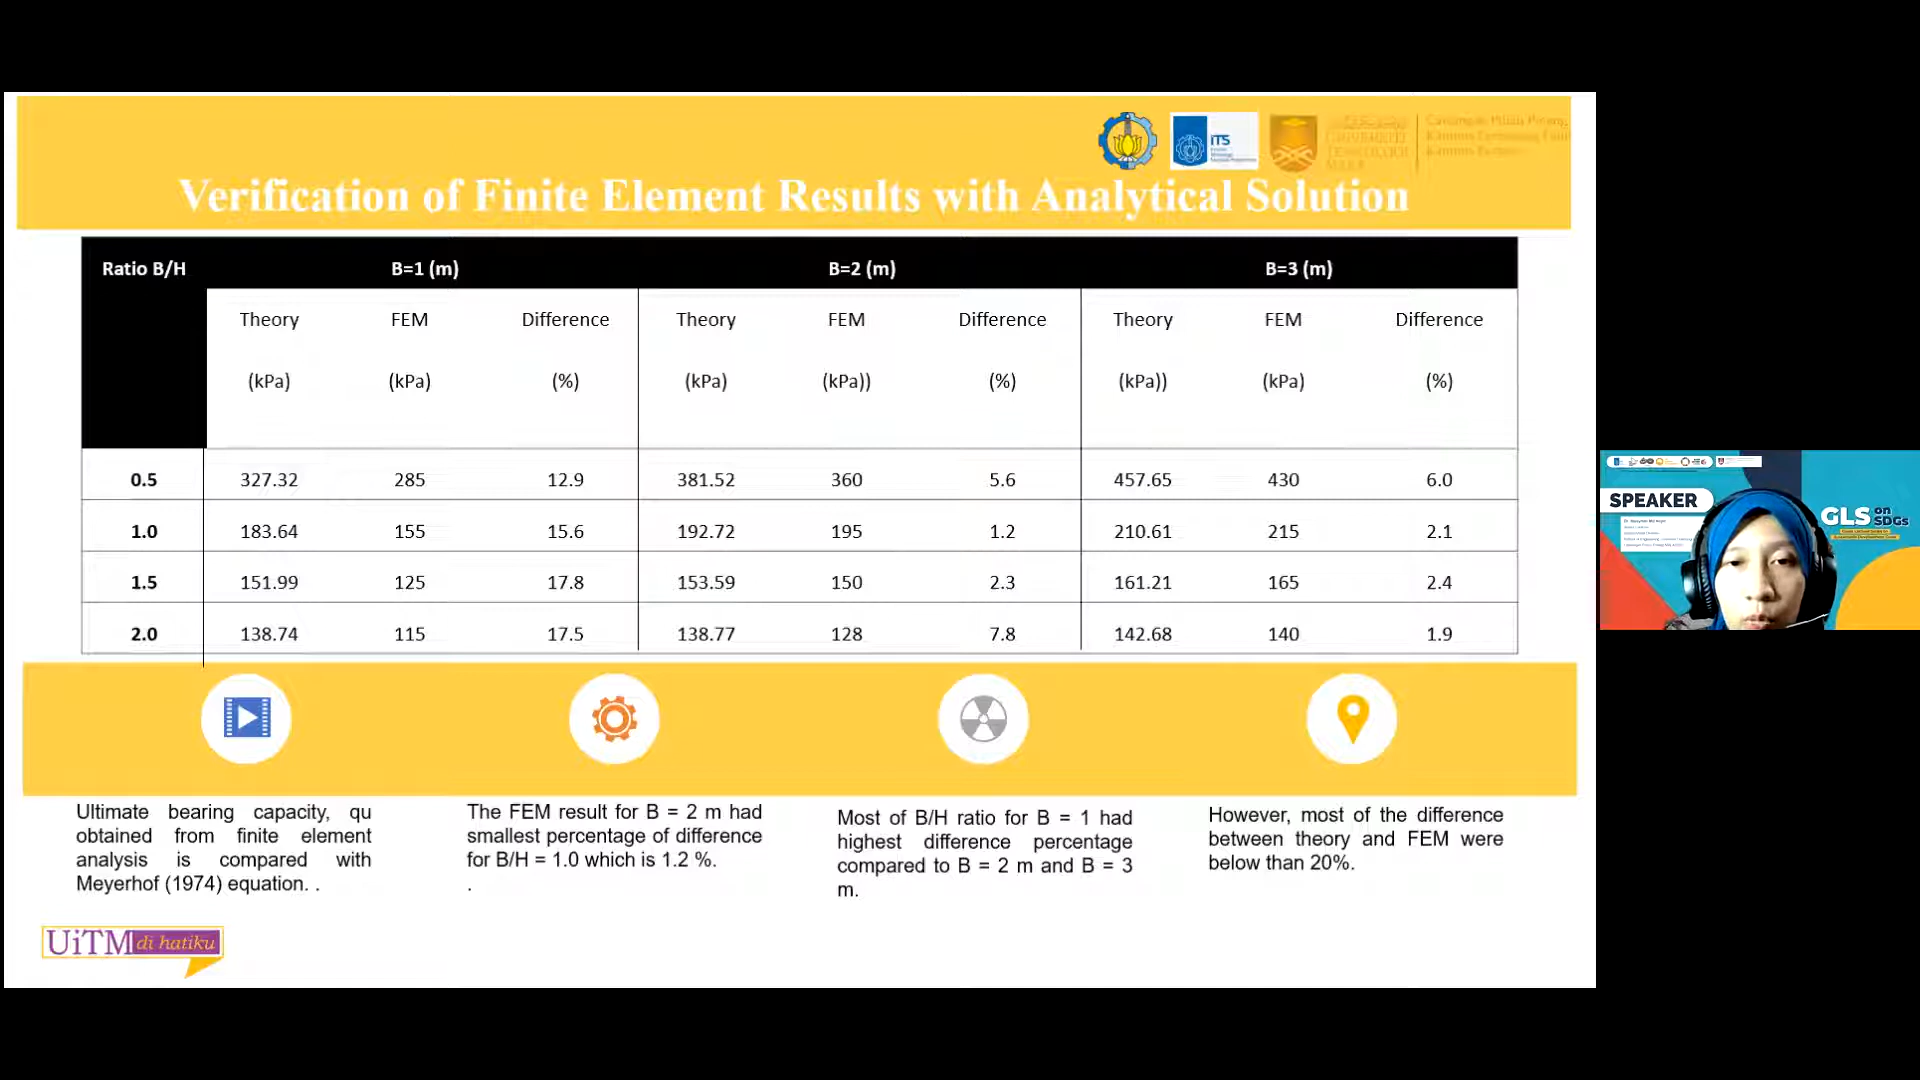 iTS
UNIVERSITI
TEKNOLOGI
MARA
Verification of Finite Element Results with Analytical Solution
Ratio B/H B=1 (m) B=2 (m) B=3 (m)
Theory FEM Difference Theory FEM Difference Theory FEM Difference
(kPa) (kPa) (%) (kPa) (kPa)) (%) (kPa)) (kPa) (%)
0.5 327.32 285 12.9 381.52 360 5.6 457.65 430 6.0
1.0 183.64 155 15.6 192.72 195 1.2 210.61 215 2.1
1.5 151.99 125 17.8 153.59 150 2.3 161.21 165 2.4
2.0 138.74 115 17.5 138.77 128 7.8 142.68 140 1.9
Ultimate bearing capacity, qu
obtained from finite element
analysis is compared with
Meyerhof (1974) equation. .
The FEM result for B = 2 m had
smallest percentage of difference
for B/H = 1.0 which is 1.2 %.
.
Most of B/H ratio for B = 1 had
highest difference percentage
compared to B = 2 m and B = 3
m.
However, most of the difference
between theory and FEM were
below than 20%.
UiTM di hatiku
SPEAKER
GLS on
SDGs